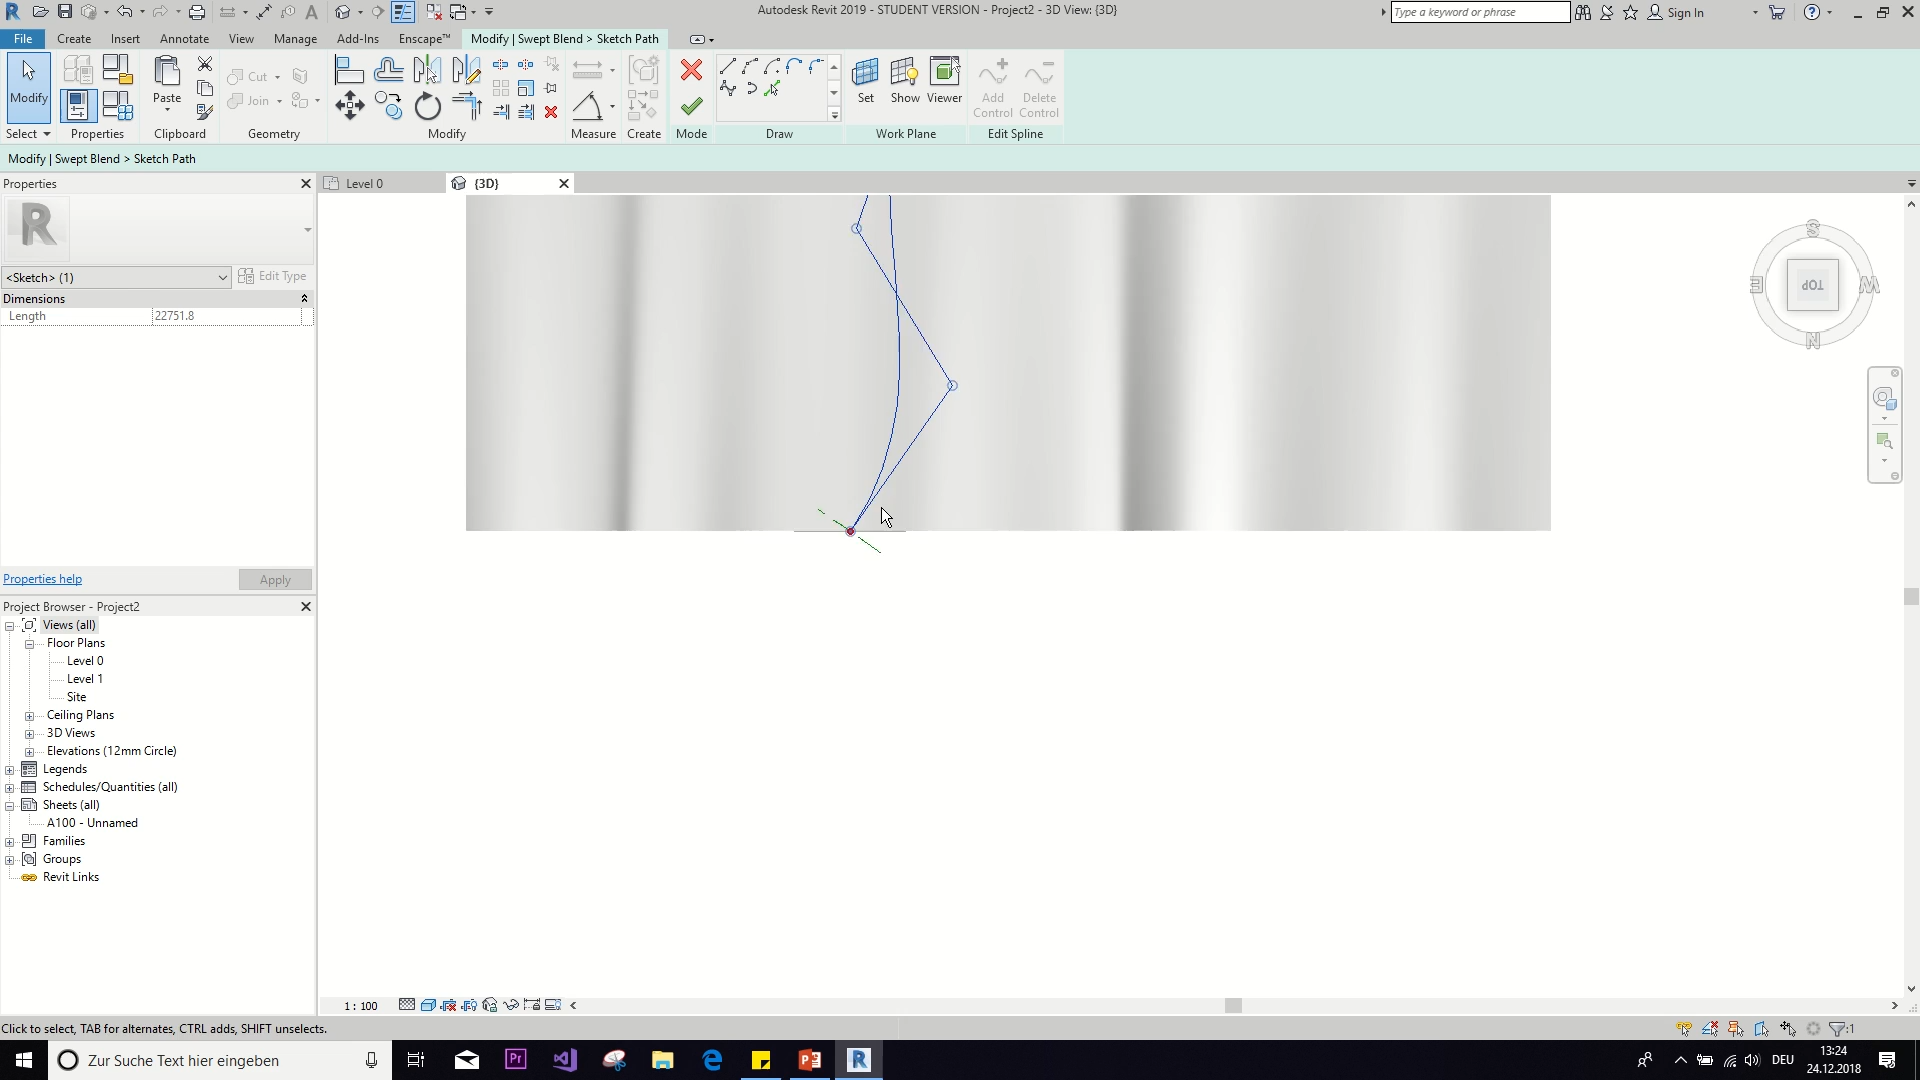 Autodesk Revit 2019 - STUDENT VERSION - Project2 - 3D View: {3D}
Type a keyword or phrase
Sign In
File Create Insert Annotate View Manage Add-Ins Enscape™ Modify | Swept Blend > Sketch Path
Modify
Paste
Cut
Join
Set Show Viewer
Add Control
Delete Control
Select Properties Clipboard Geometry Modify Measure Create Mode Draw Work Plane Edit Spline
Modify | Swept Blend > Sketch Path
Properties
Level 0
{3D}
<Sketch> (1)
Edit Type
Dimensions
Length 22751.8
S
E
TOP
W
N
Properties help
Apply
Project Browser - Project2
Views (all)
Floor Plans
Level 0
Level 1
Site
Ceiling Plans
3D Views
Elevations (12mm Circle)
Legends
Schedules/Quantities (all)
Sheets (all)
A100 - Unnamed
Families
Groups
Revit Links
1 : 100
Click to select, TAB for alternates, CTRL adds, SHIFT unselects.
:1
Zur Suche Text hier eingeben
DEU
13:24
24.12.2018